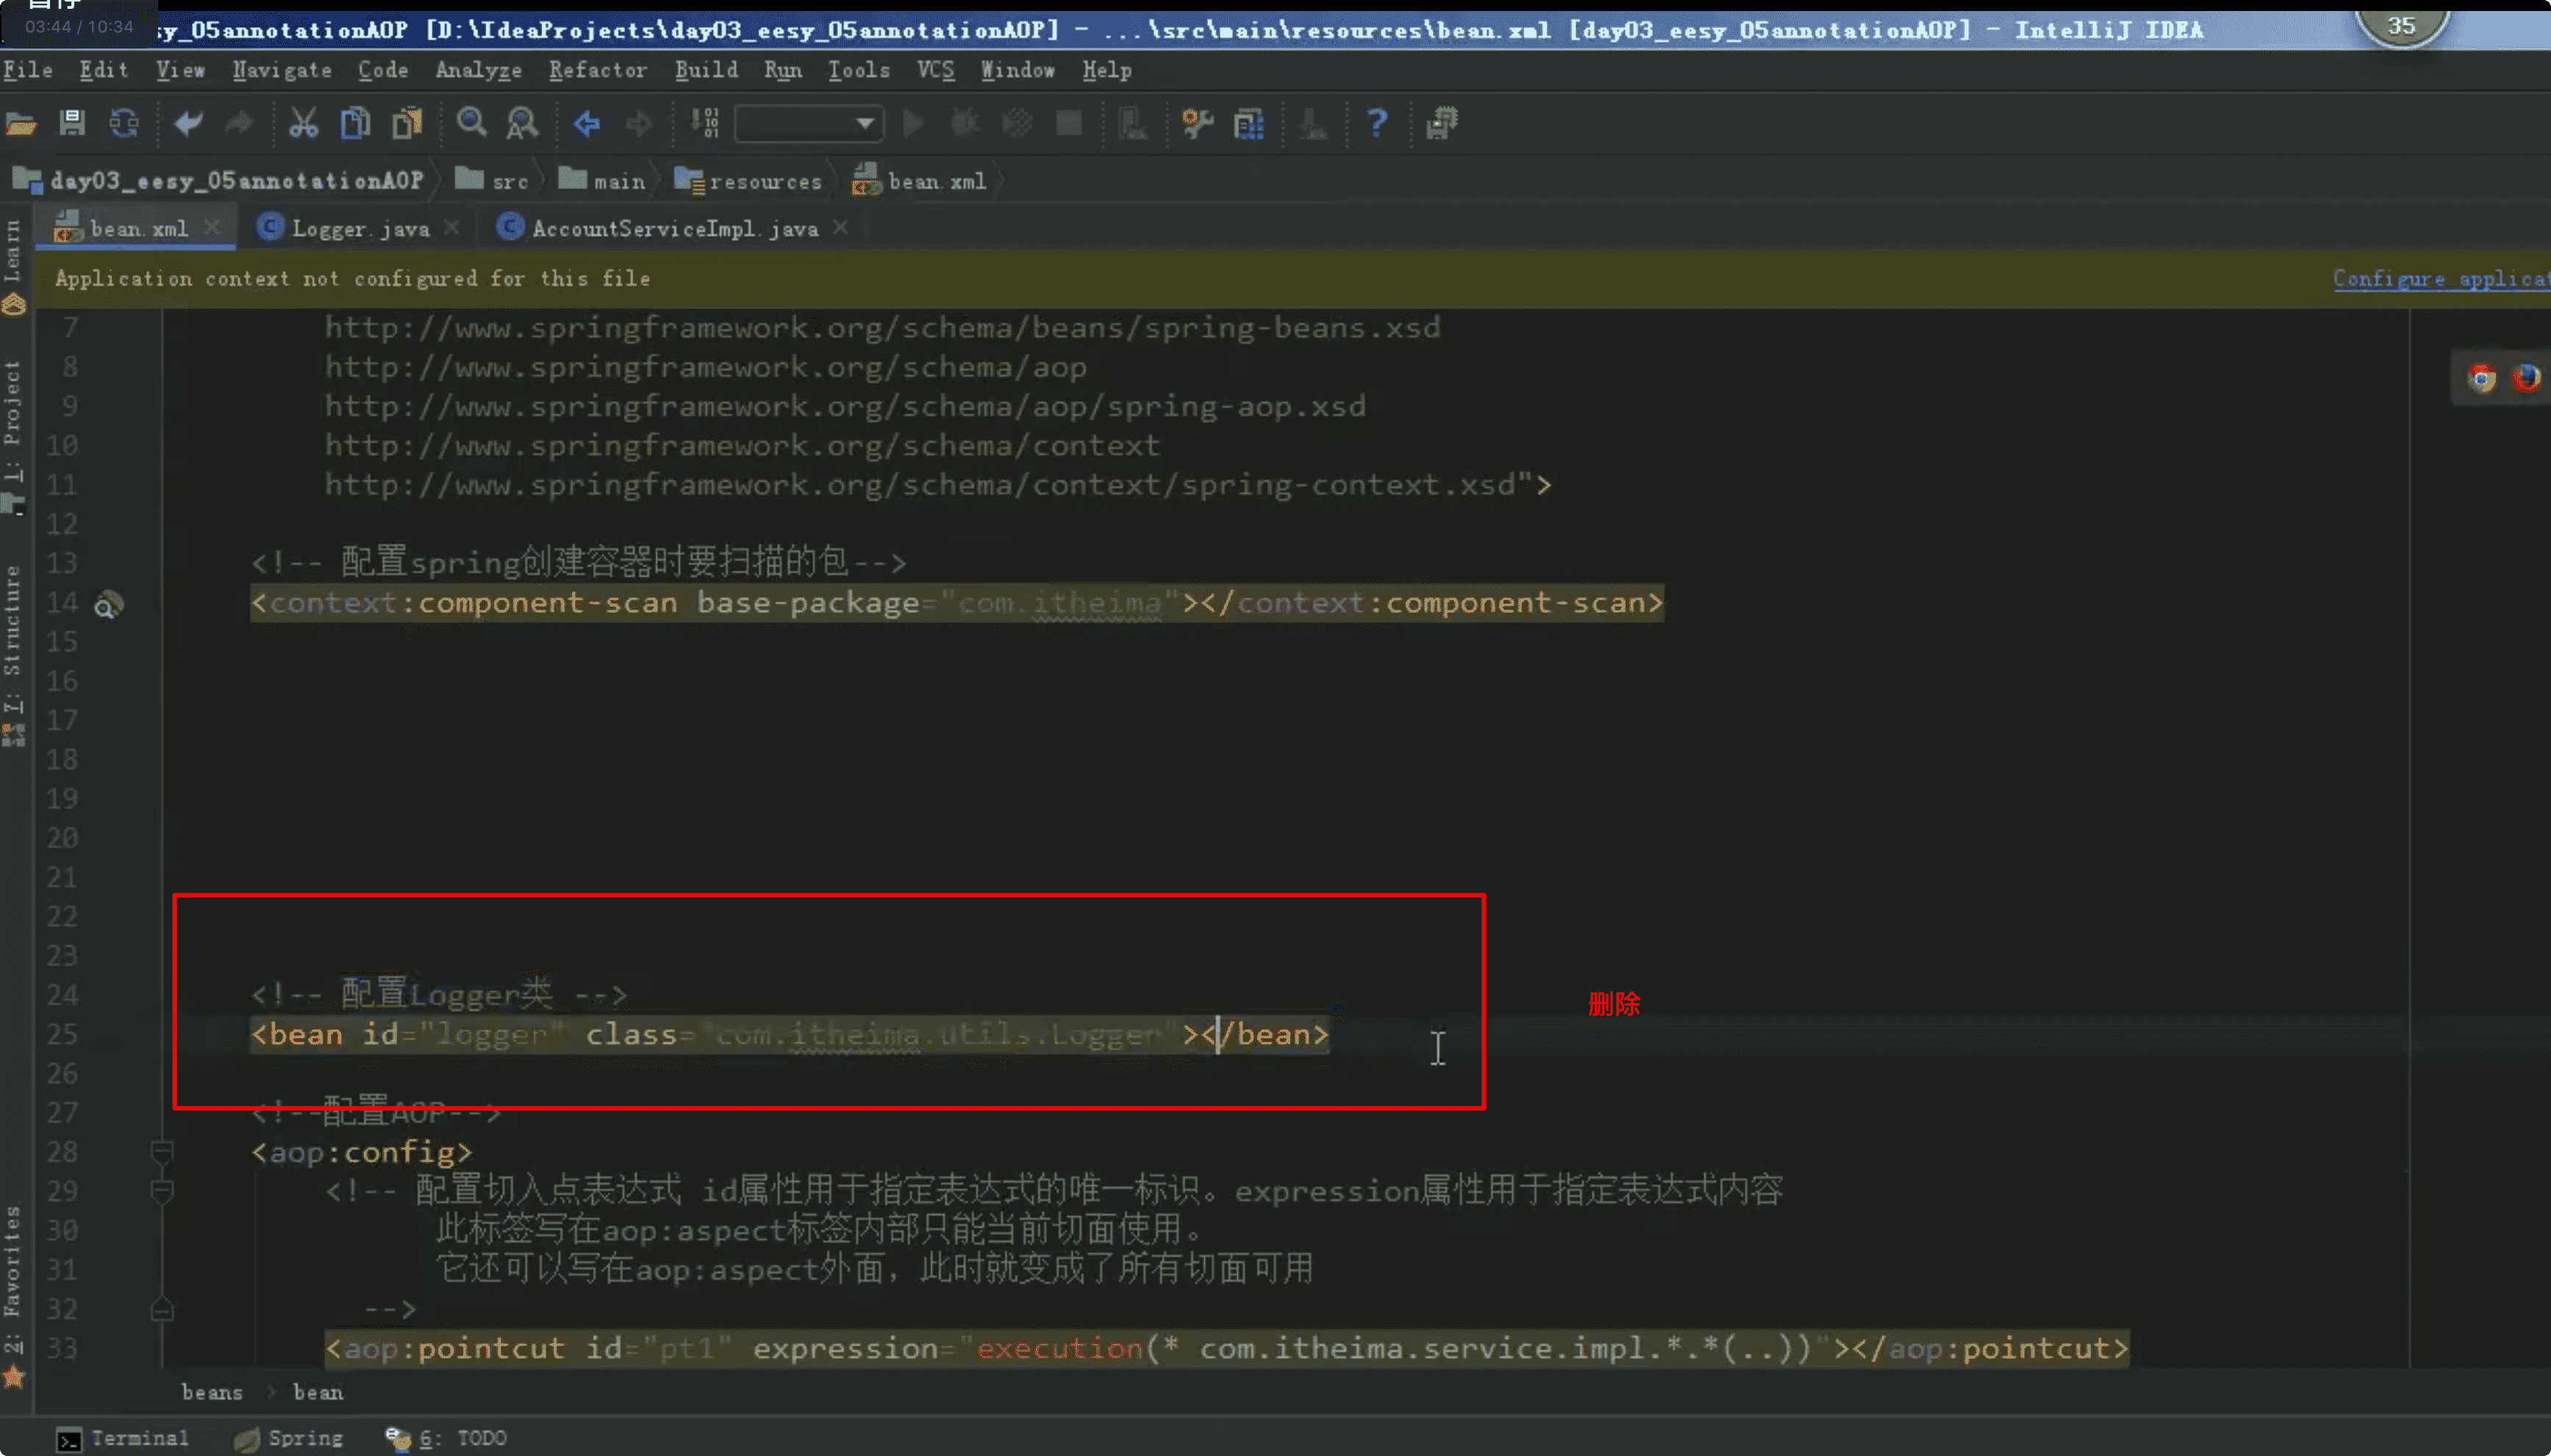 暂停
03:44 / 10:34
sy_05annotationAOP [D:\IdeaProjects\day03_eesy_05annotationAOP] - ...\src\main\resources\bean.xml [day03_eesy_05annotationAOP] - IntelliJ IDEA
35
File Edit View Navigate Code Analyze Refactor Build Run Tools VCS Window Help
day03_eesy_05annotationAOP src main resources bean.xml
bean.xml Logger.java AccountServiceImpl.java
Learn
1: Project
7: Structure
2: Favorites
Application context not configured for this file
Configure applicat
7 http://www.springframework.org/schema/beans/spring-beans.xsd
8 http://www.springframework.org/schema/aop
9 http://www.springframework.org/schema/aop/spring-aop.xsd
10 http://www.springframework.org/schema/context
11 http://www.springframework.org/schema/context/spring-context.xsd">
12
13 <!-- 配置spring创建容器时要扫描的包-->
14 <context:component-scan base-package="com.itheima"></context:component-scan>
15
16
17
18
19
20
21
22
23
24 <!-- 配置Logger类 -->
删除
25 <bean id="logger" class="com.itheima.utils.Logger"></bean>
26
27 <!--配置AOP-->
28 <aop:config>
29 <!-- 配置切入点表达式 id属性用于指定表达式的唯一标识。expression属性用于指定表达式内容
30 此标签写在aop:aspect标签内部只能当前切面使用。
31 它还可以写在aop:aspect外面，此时就变成了所有切面可用
32 -->
33 <aop:pointcut id="pt1" expression="execution(* com.itheima.service.impl.*.*(..))"></aop:pointcut>
beans bean
Terminal Spring 6: TODO